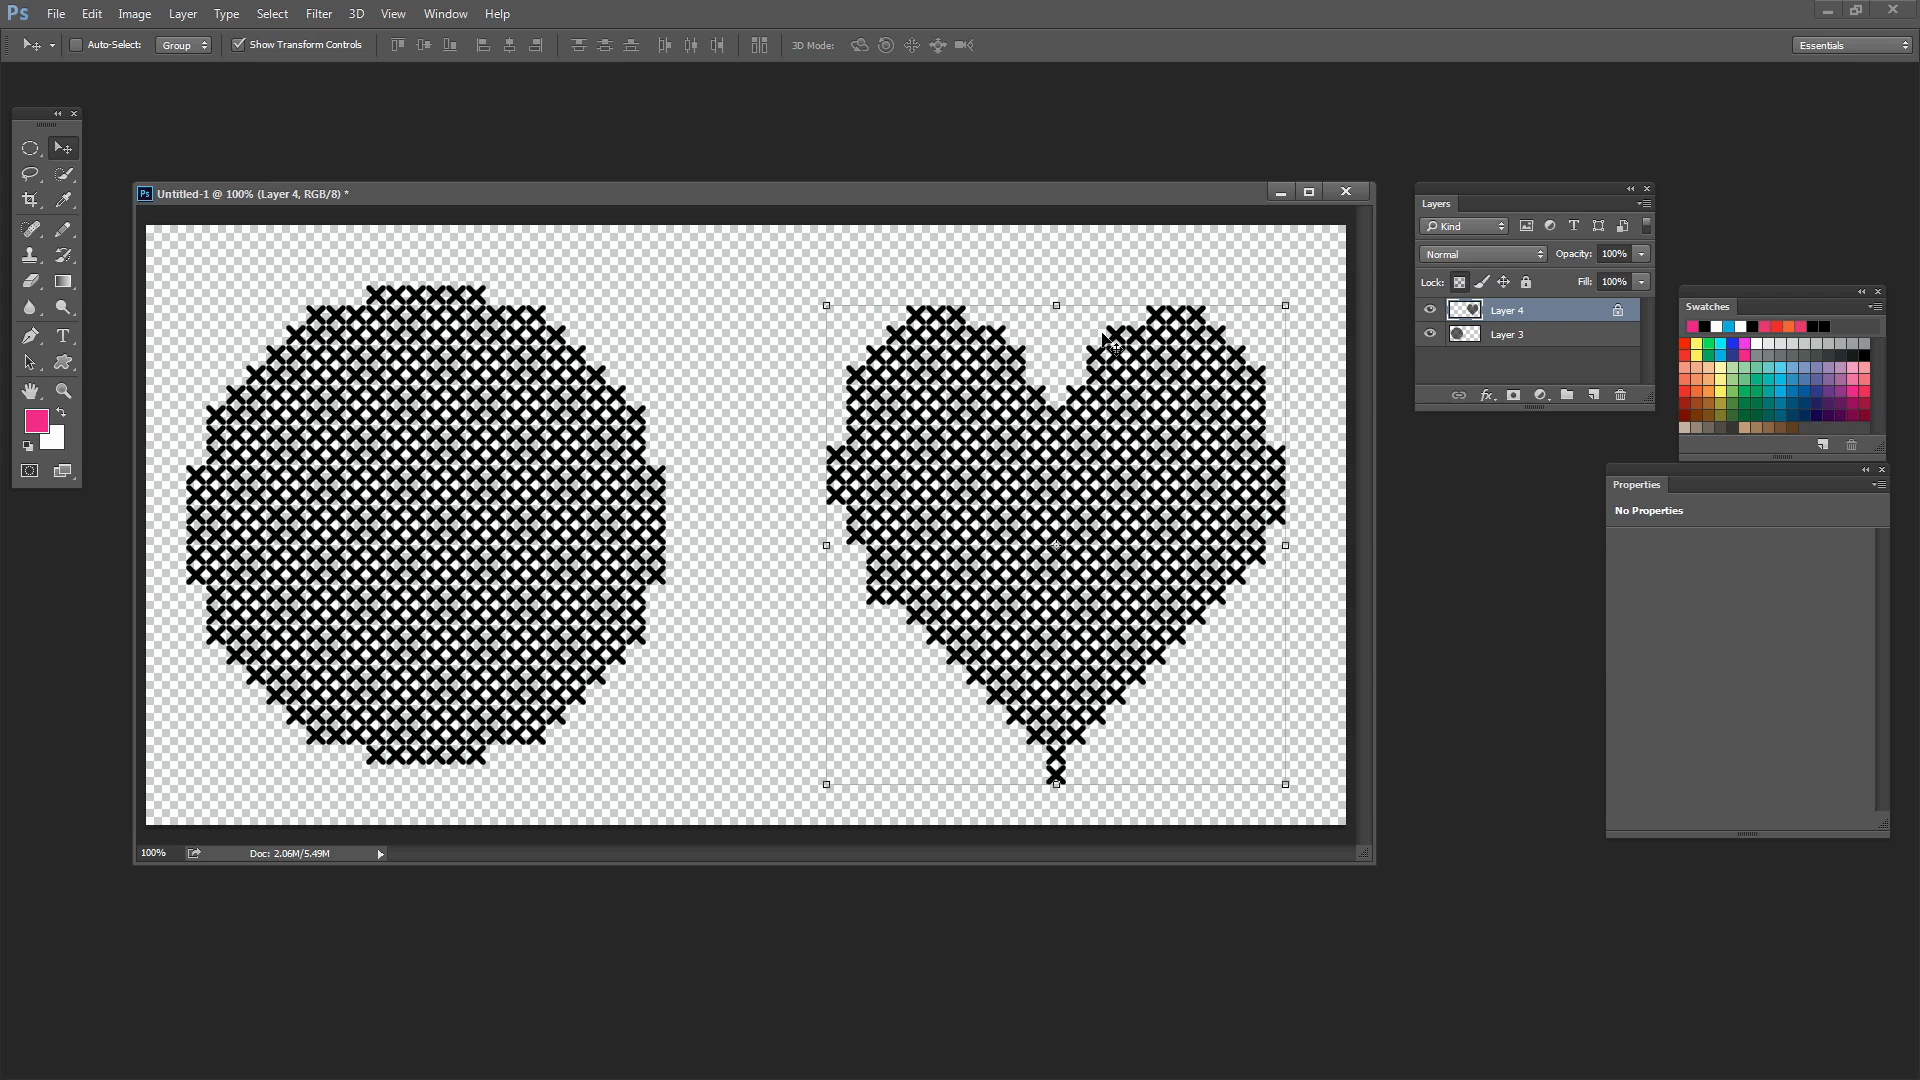 Ps File Edit Image Layer Type Select Filter 3D View Window Help
Auto-Select: Group Show Transform Controls 3D Mode: Essentials
Ps Untitled-1 @ 100% (Layer 4, RGB/8) *
Layers
Kind
Normal Opacity: 100%
Lock: Fill: 100%
Layer 4
Layer 3
fx
Swatches
Properties
No Properties
100% Doc: 2.06M/5.49M